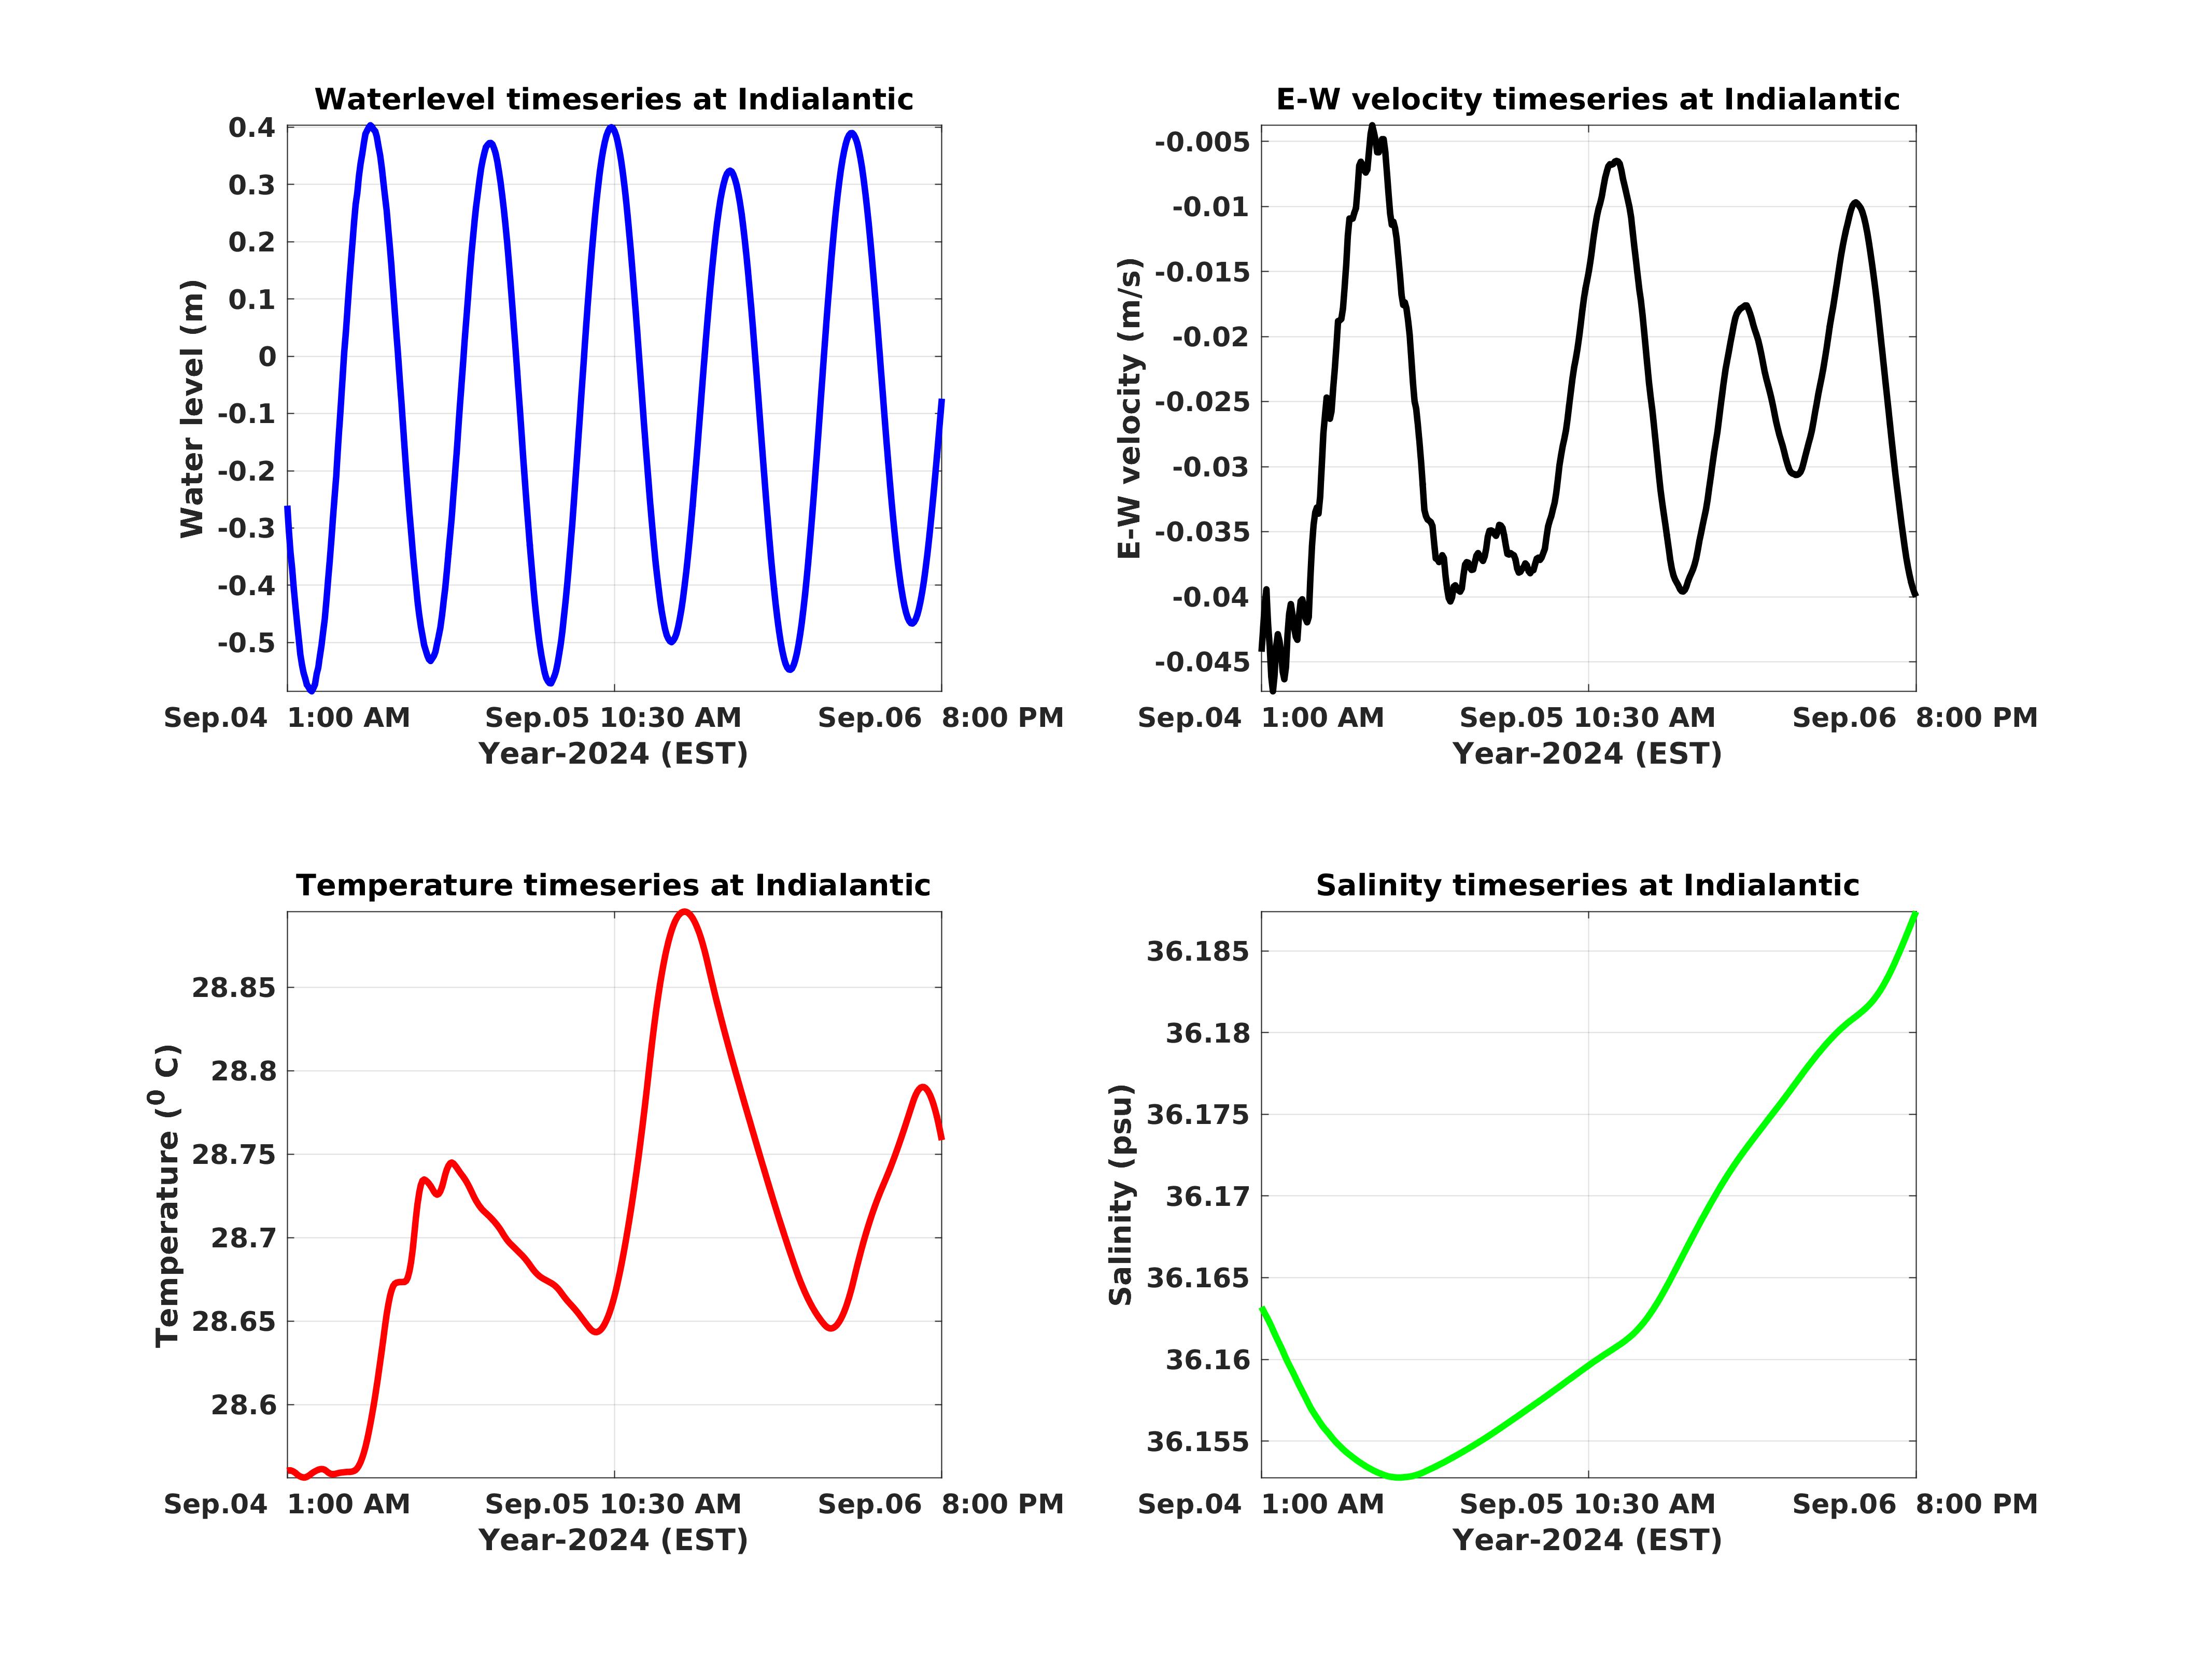 Waterlevel timeseries at Indialantic
0.4
0.3
0.2
0.1
0
-0.1
-0.2
-0.3
-0.4
-0.5
Water level (m)
Sep.04 1:00 AM Sep.05 10:30 AM Sep.06 8:00 PM
Year-2024 (EST)
E-W velocity timeseries at Indialantic
-0.005
-0.01
-0.015
-0.02
-0.025
-0.03
-0.035
-0.04
-0.045
E-W velocity (m/s)
Sep.04 1:00 AM Sep.05 10:30 AM Sep.06 8:00 PM
Year-2024 (EST)
Temperature timeseries at Indialantic
28.85
28.8
28.75
28.7
28.65
28.6
Temperature (⁰ C)
Sep.04 1:00 AM Sep.05 10:30 AM Sep.06 8:00 PM
Year-2024 (EST)
Salinity timeseries at Indialantic
36.185
36.18
36.175
36.17
36.165
36.16
36.155
Salinity (psu)
Sep.04 1:00 AM Sep.05 10:30 AM Sep.06 8:00 PM
Year-2024 (EST)